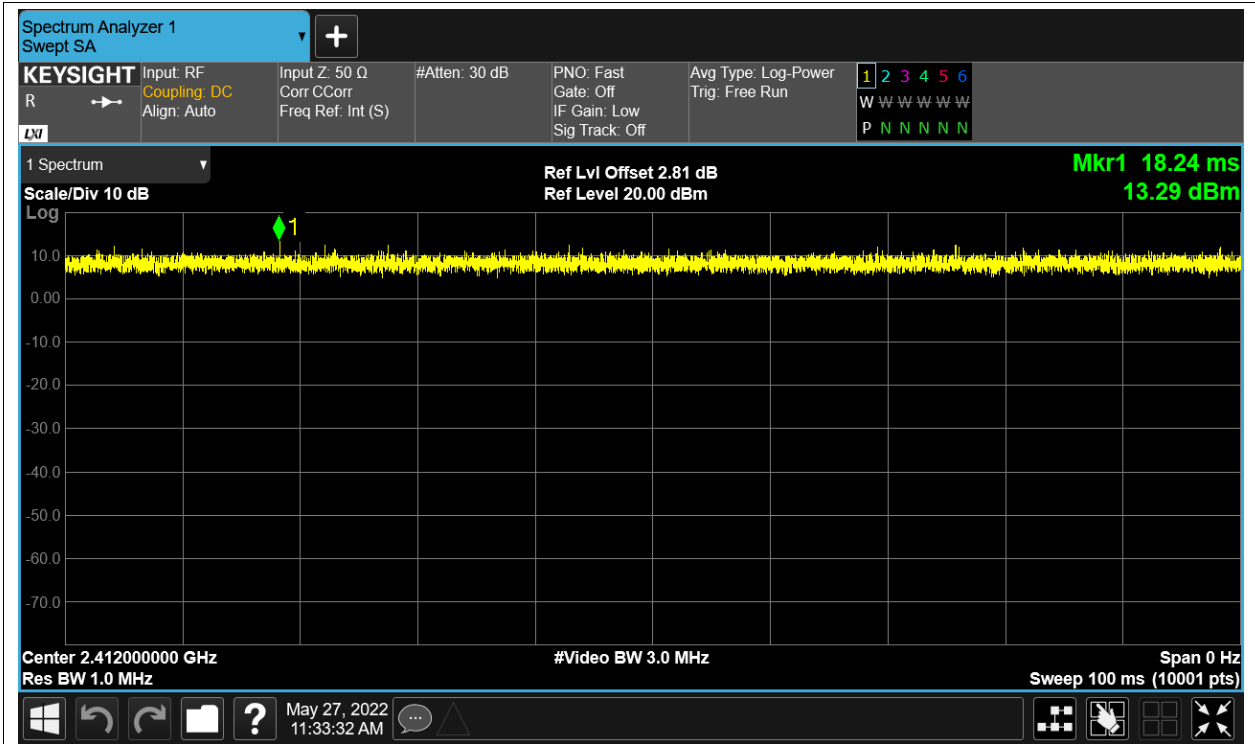 Spectrum Analyzer 1
Swept SA
KEYSIGHT
R
LXI
Input: RF
Coupling: DC
Align: Auto
Input Z: 50 Ω
Corr CCorr
Freq Ref: Int (S)
#Atten: 30 dB
PNO: Fast
Gate: Off
IF Gain: Low
Sig Track: Off
Avg Type: Log-Power
Trig: Free Run
1 2 3 4 5 6
W W W W W W
P N N N N N
1 Spectrum
Scale/Div 10 dB
Log
Ref Lvl Offset 2.81 dB
Ref Level 20.00 dBm
Mkr1 18.24 ms
13.29 dBm
1
10.0
0.00
-10.0
-20.0
-30.0
-40.0
-50.0
-60.0
-70.0
Center 2.412000000 GHz
#Video BW 3.0 MHz
Span 0 Hz
Res BW 1.0 MHz
Sweep 100 ms (10001 pts)
?
May 27, 2022
11:33:32 AM